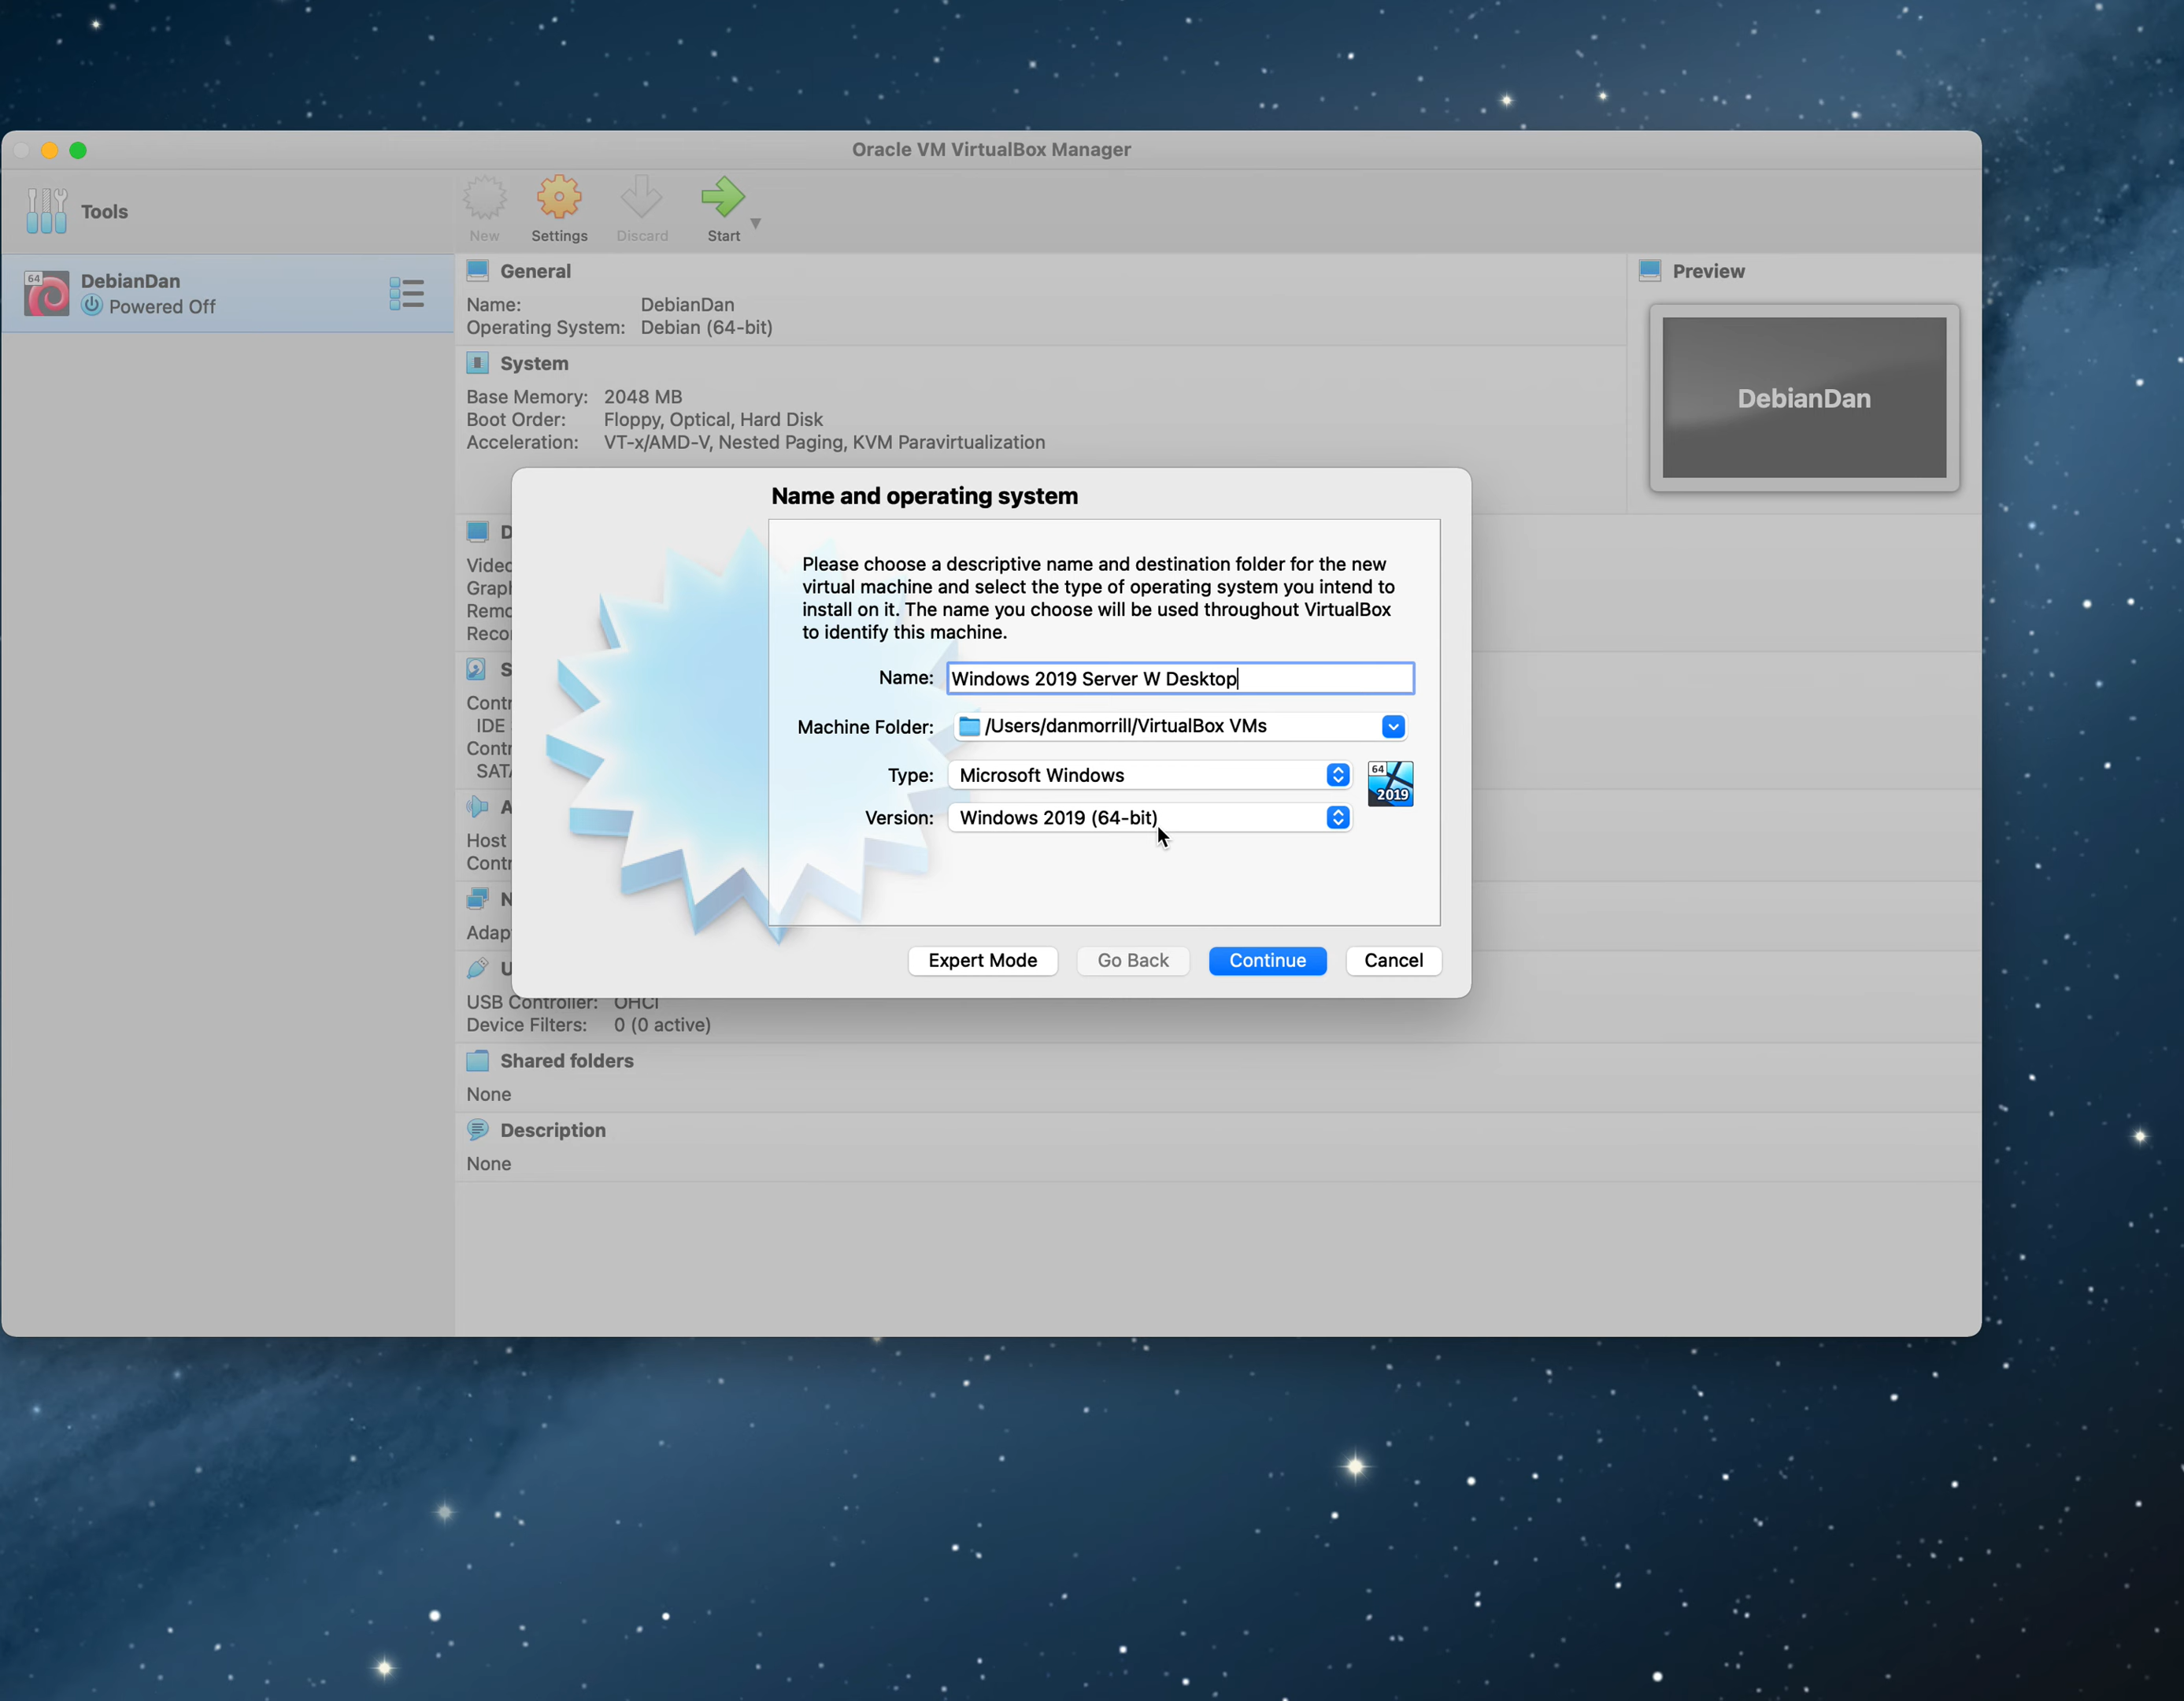 Oracle VM VirtualBox Manager
Tools
New
Settings
Discard
Start
64
DebianDan
Powered Off
General
Name: DebianDan
Operating System: Debian (64-bit)
Preview
DebianDan
System
Base Memory: 2048 MB
Boot Order: Floppy, Optical, Hard Disk
Acceleration: VT-x/AMD-V, Nested Paging, KVM Paravirtualization
D
Video
Graph
Remo
Recor
S
Contr
IDE
Contr
SATA
A
Host
Contr
N
Adap
U
USB Controller: OHCI
Device Filters: 0 (0 active)
Shared folders
None
Description
None
Name and operating system
Please choose a descriptive name and destination folder for the new
virtual machine and select the type of operating system you intend to
install on it. The name you choose will be used throughout VirtualBox
to identify this machine.
Name: Windows 2019 Server W Desktop
Machine Folder: /Users/danmorrill/VirtualBox VMs
Type: Microsoft Windows
64
2019
Version: Windows 2019 (64-bit)
Expert Mode
Go Back
Continue
Cancel